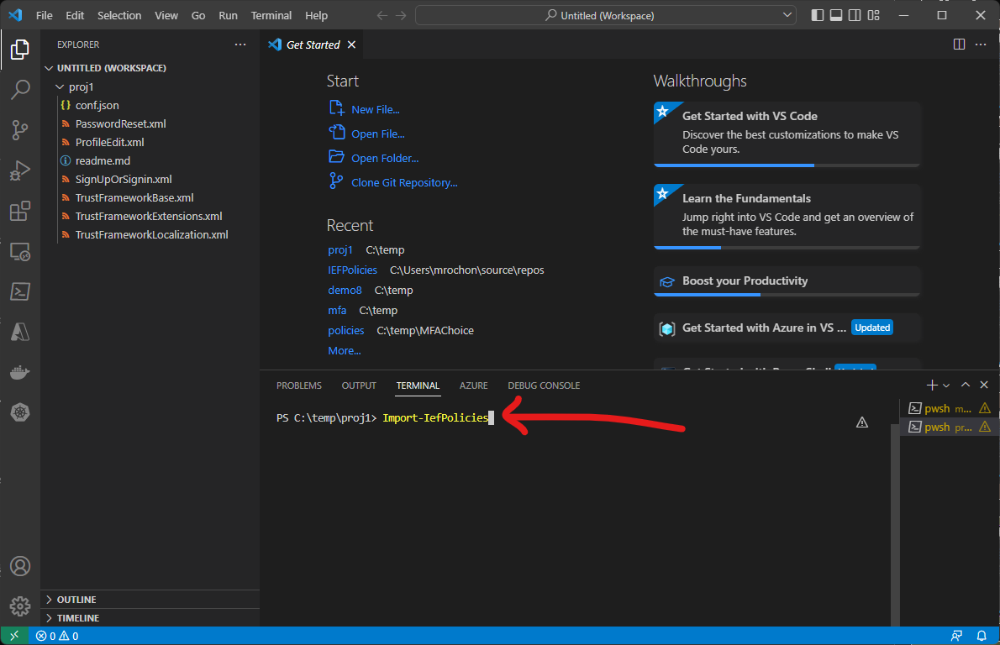 File Edit Selection View Go Run Terminal Help
Untitled (Workspace)
EXPLORER
UNTITLED (WORKSPACE)
proj1
{} conf.json
PasswordReset.xml
ProfileEdit.xml
readme.md
SignUpOrSignin.xml
TrustFrameworkBase.xml
TrustFrameworkExtensions.xml
TrustFrameworkLocalization.xml
OUTLINE
TIMELINE
Get Started
Start
New File...
Open File...
Open Folder...
Clone Git Repository...
Recent
proj1 C:\temp
IEFPolicies C:\Users\mrochon\source\repos
demo8 C:\temp
mfa C:\temp
policies C:\temp\MFAChoice
More...
Walkthroughs
Get Started with VS Code
Discover the best customizations to make VS
Code yours.
Learn the Fundamentals
Jump right into VS Code and get an overview of
the must-have features.
Boost your Productivity
Get Started with Azure in VS ... Updated
PROBLEMS OUTPUT TERMINAL AZURE DEBUG CONSOLE
PS C:\temp\proj1> Import-IefPolicies
pwsh m...
pwsh pr...
0 0